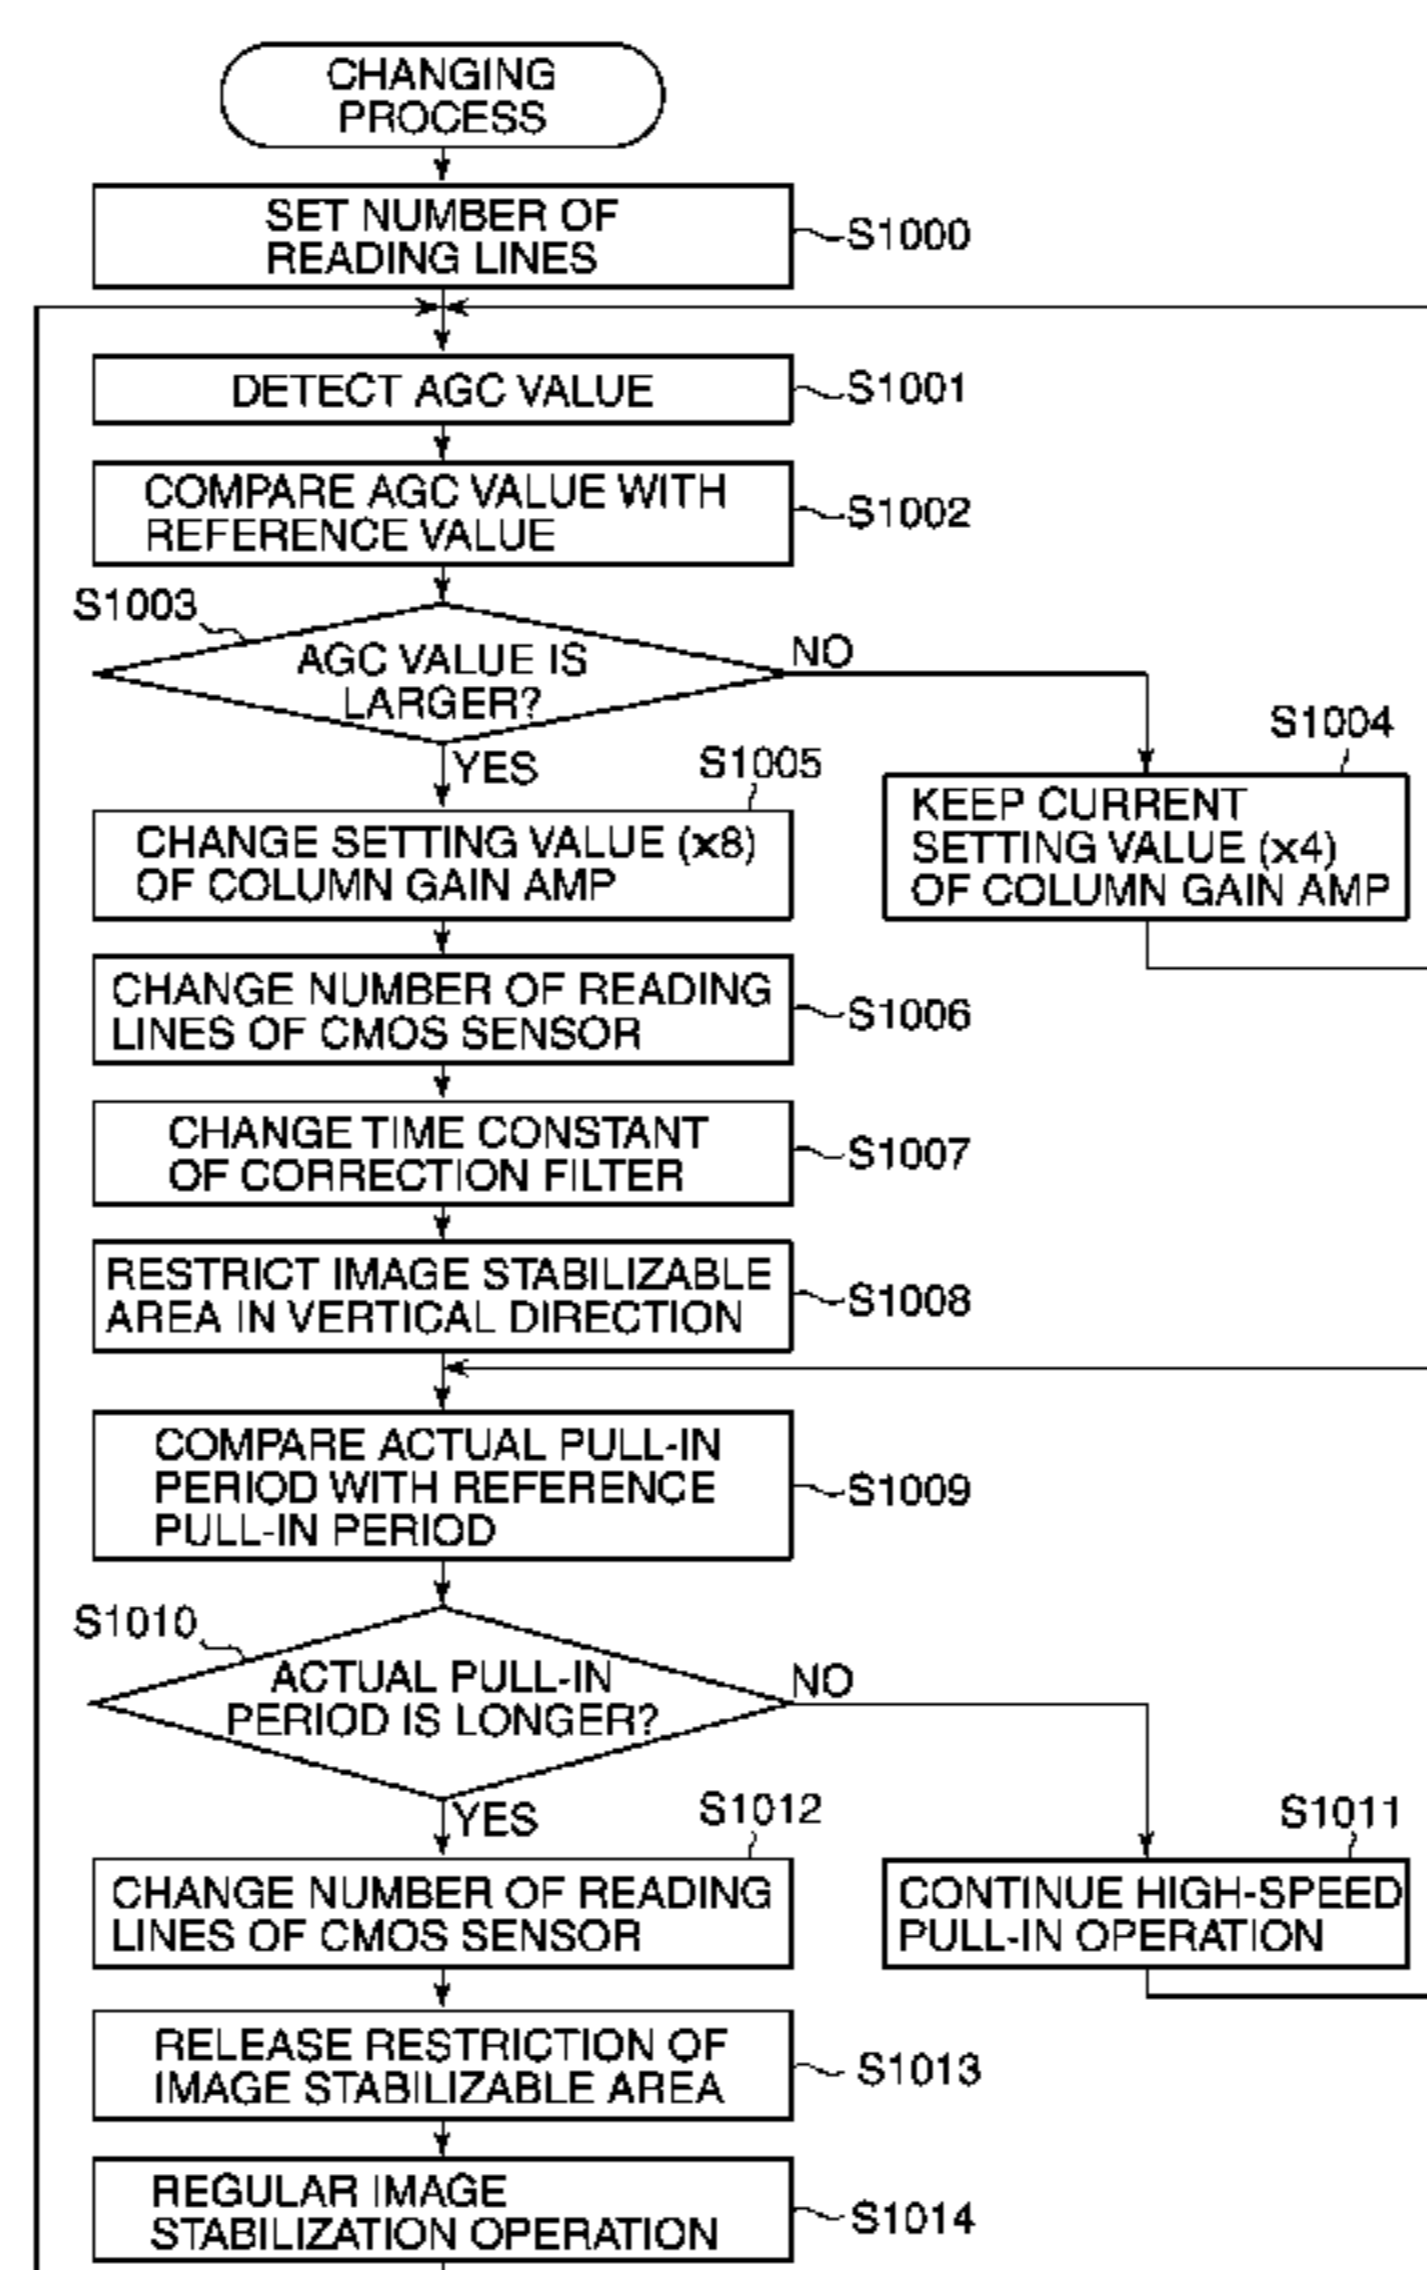 CHANGING
PROCESS
SET NUMBER OF
READING LINES
S1000
DETECT AGC VALUE
S1001
COMPARE AGC VALUE WITH
REFERENCE VALUE
S1002
S1003
AGC VALUE IS
LARGER?
NO
YES
S1004
KEEP CURRENT
SETTING VALUE (x4)
OF COLUMN GAIN AMP
S1005
CHANGE SETTING VALUE (x8)
OF COLUMN GAIN AMP
CHANGE NUMBER OF READING
LINES OF CMOS SENSOR
S1006
CHANGE TIME CONSTANT
OF CORRECTION FILTER
S1007
RESTRICT IMAGE STABILIZABLE
AREA IN VERTICAL DIRECTION
S1008
COMPARE ACTUAL PULL-IN
PERIOD WITH REFERENCE
PULL-IN PERIOD
S1009
S1010
ACTUAL PULL-IN
PERIOD IS LONGER?
NO
YES
S1011
CONTINUE HIGH-SPEED
PULL-IN OPERATION
S1012
CHANGE NUMBER OF READING
LINES OF CMOS SENSOR
RELEASE RESTRICTION OF
IMAGE STABILIZABLE AREA
S1013
REGULAR IMAGE
STABILIZATION OPERATION
S1014